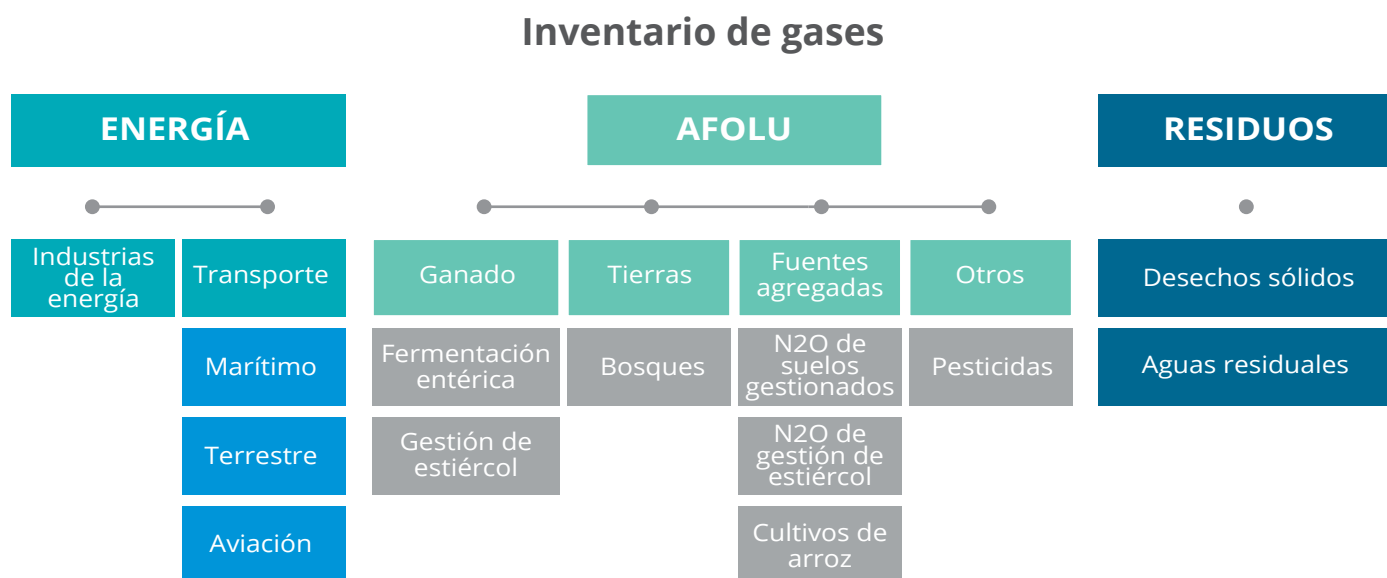 Inventario de gases
ENERGÍA
AFOLU
RESIDUOS
Industrias
de la
energía
Transporte
Ganado
Tierras
Fuentes
agregadas
Otros
Desechos sólidos
Marítimo
Fermentación
entérica
Bosques
N2O de
suelos
gestionados
Pesticidas
Aguas residuales
Terrestre
Gestión de
estiércol
N2O de
gestión de
estiércol
Aviación
Cultivos de
arroz